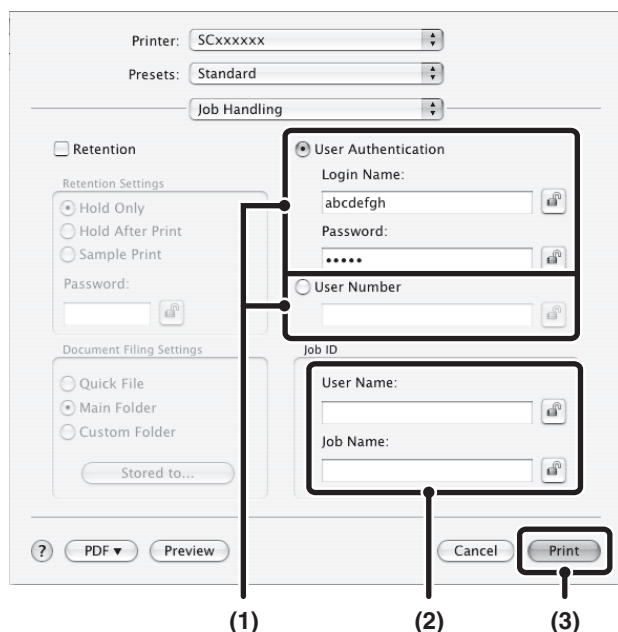 Printer: SCxxxxxx
Presets: Standard
Job Handling
Retention
Retention Settings
Hold Only
Hold After Print
Sample Print
Password:
Document Filing Settings
Quick File
Main Folder
Custom Folder
Stored to...
User Authentication
Login Name:
abcdefgh
Password:
•••••
User Number
Job ID
User Name:
Job Name:
? PDF▼ Preview Cancel Print
(1) (2) (3)